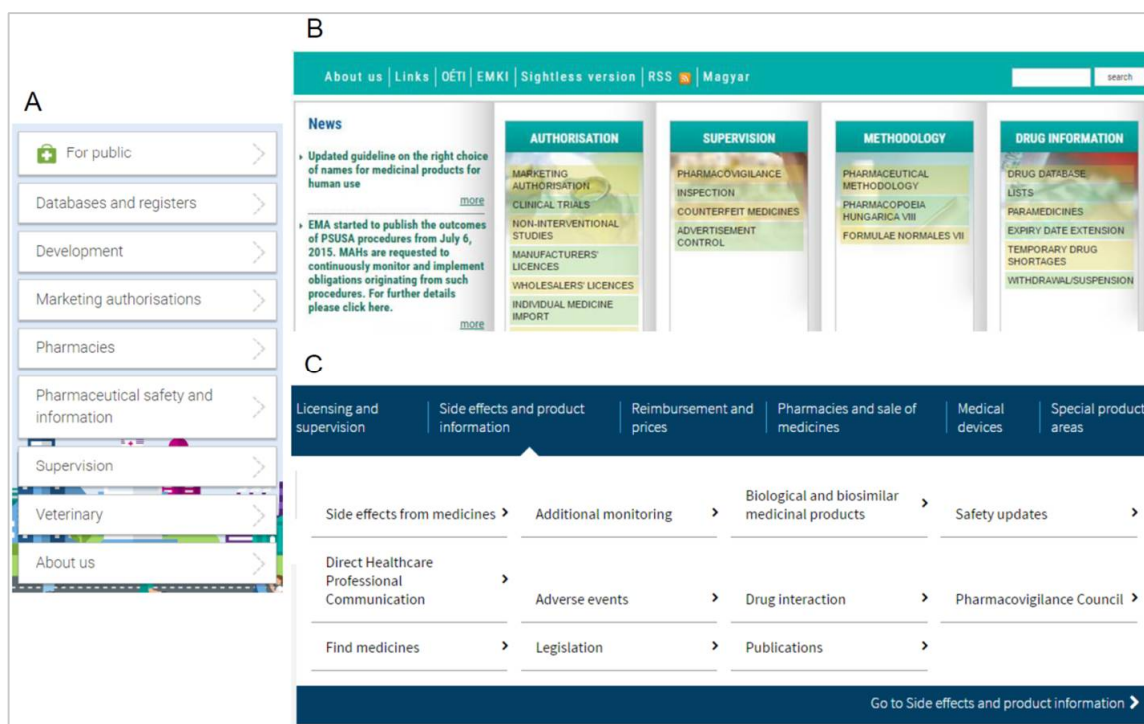 A
For public
Databases and registers
Development
Marketing authorisations
Pharmacies
Pharmaceutical safety and
information
Supervision
Veterinary
About us
B
About us | Links | OÉTI | EMKI | Sightless version | RSS | Magyar
search
News
Updated guideline on the right choice
of names for medicinal products for
human use
more
EMA started to publish the outcomes
of PSUSA procedures from July 6,
2015. MAHs are requested to
continuously monitor and implement
obligations originating from such
procedures. For further details
please click here.
more
AUTHORISATION
MARKETING
AUTHORISATION
CLINICAL TRIALS
NON-INTERVENTIONAL
STUDIES
MANUFACTURERS'
LICENCES
WHOLESALERS' LICENCES
INDIVIDUAL MEDICINE
IMPORT
SUPERVISION
PHARMACOVIGILANCE
INSPECTION
COUNTERFEIT MEDICINES
ADVERTISEMENT
CONTROL
METHODOLOGY
PHARMACEUTICAL
METHODOLOGY
PHARMACOPOEIA
HUNGARICA VIII
FORMULAE NORMALES VII
DRUG INFORMATION
DRUG DATABASE
LISTS
PARAMEDICINES
EXPIRY DATE EXTENSION
TEMPORARY DRUG
SHORTAGES
WITHDRAWAL/SUSPENSION
C
Licensing and
supervision
Side effects and product
information
Reimbursement and
prices
Pharmacies and sale of
medicines
Medical
devices
Special product
areas
Side effects from medicines
Additional monitoring
Biological and biosimilar
medicinal products
Safety updates
Direct Healthcare
Professional
Communication
Adverse events
Drug interaction
Pharmacovigilance Council
Find medicines
Legislation
Publications
Go to Side effects and product information